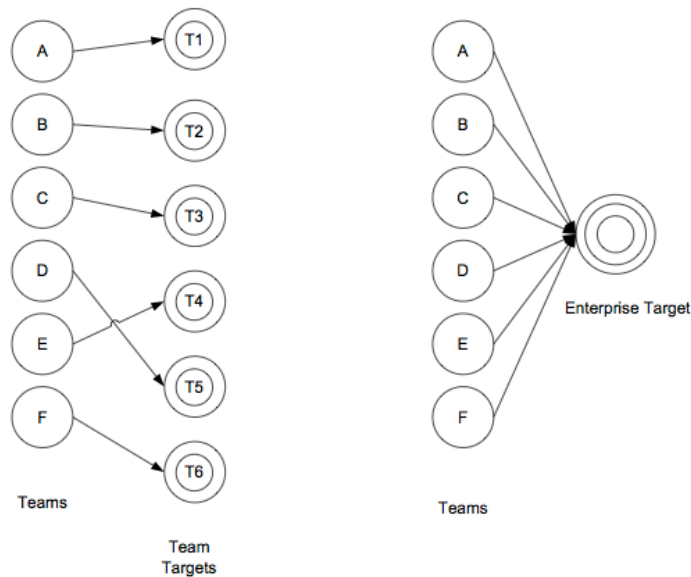 A
B
C
D
E
F
Teams
T1
T2
T3
T4
T5
T6
Team
Targets
A
B
C
D
E
F
Teams
Enterprise Target